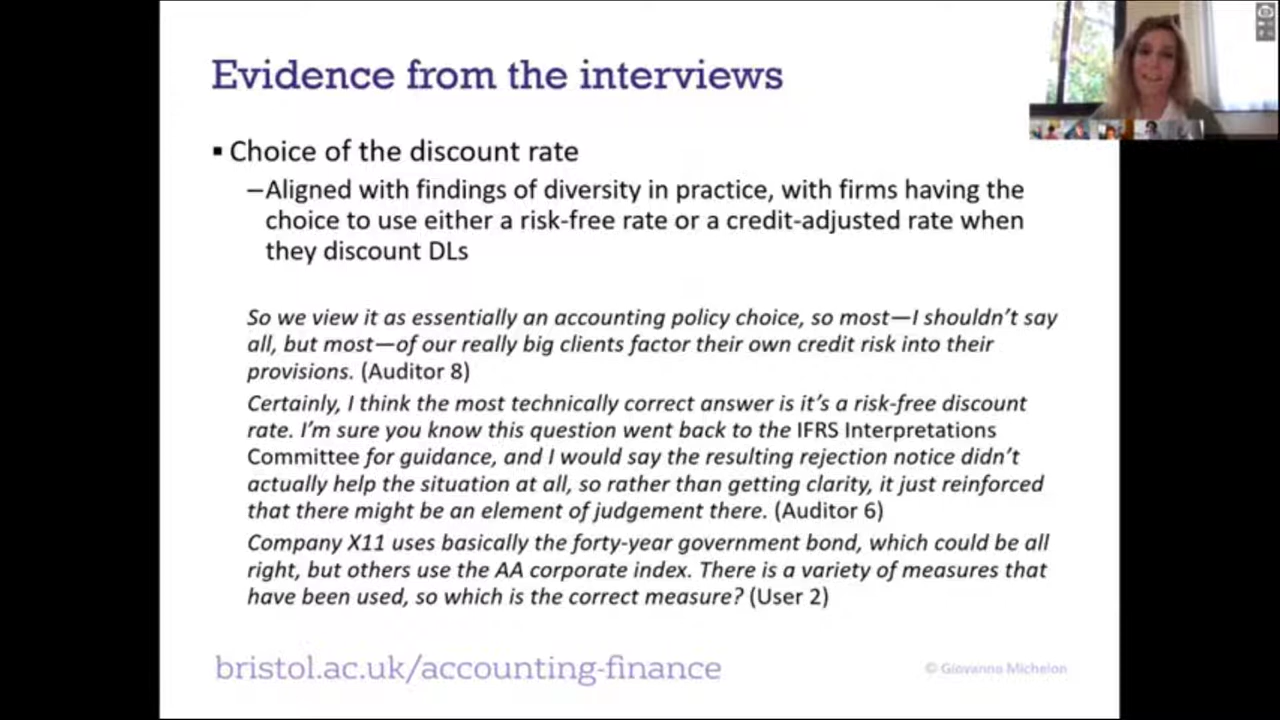 Evidence from the interviews
▪ Choice of the discount rate
–Aligned with findings of diversity in practice, with firms having the
choice to use either a risk-free rate or a credit-adjusted rate when
they discount DLs
So we view it as essentially an accounting policy choice, so most—I shouldn’t say
all, but most—of our really big clients factor their own credit risk into their
provisions. (Auditor 8)
Certainly, I think the most technically correct answer is it’s a risk-free discount
rate. I’m sure you know this question went back to the IFRS Interpretations
Committee for guidance, and I would say the resulting rejection notice didn’t
actually help the situation at all, so rather than getting clarity, it just reinforced
that there might be an element of judgement there. (Auditor 6)
Company X11 uses basically the forty-year government bond, which could be all
right, but others use the AA corporate index. There is a variety of measures that
have been used, so which is the correct measure? (User 2)
bristol.ac.uk/accounting-finance
© Giovanna Michelon